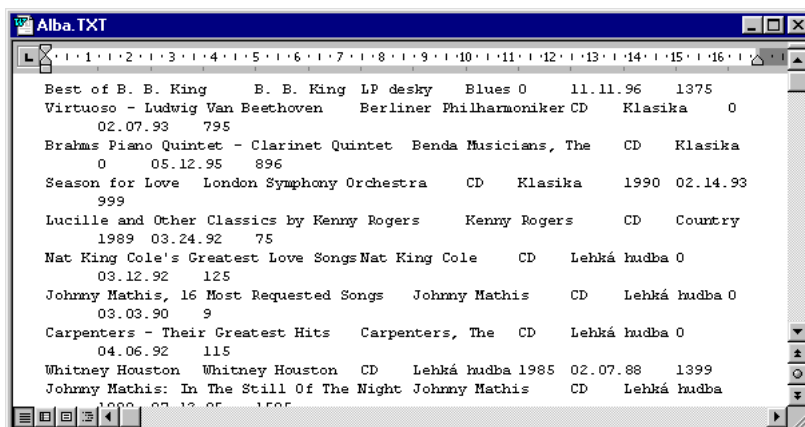 Alba.TXT
L 1 2 3 4 5 6 7 8 9 10 11 12 13 14 15 16
Best of B. B. King B. B. King LP desky Blues 0 11.11.96 1375
Virtuoso - Ludwig Van Beethoven Berliner Philharmoniker CD Klasika 0
02.07.93 795
Brahms Piano Quintet - Clarinet Quintet Benda Musicians, The CD Klasika
0 05.12.95 896
Season for Love London Symphony Orchestra CD Klasika 1990 02.14.93
999
Lucille and Other Classics by Kenny Rogers Kenny Rogers CD Country
1989 03.24.92 75
Nat King Cole's Greatest Love Songs Nat King Cole CD Lehká hudba 0
03.12.92 125
Johnny Mathis, 16 Most Requested Songs Johnny Mathis CD Lehká hudba 0
03.03.90 9
Carpenters - Their Greatest Hits Carpenters, The CD Lehká hudba 0
04.06.92 115
Whitney Houston Whitney Houston CD Lehká hudba 1985 02.07.88 1399
Johnny Mathis: In The Still Of The Night Johnny Mathis CD Lehká hudba